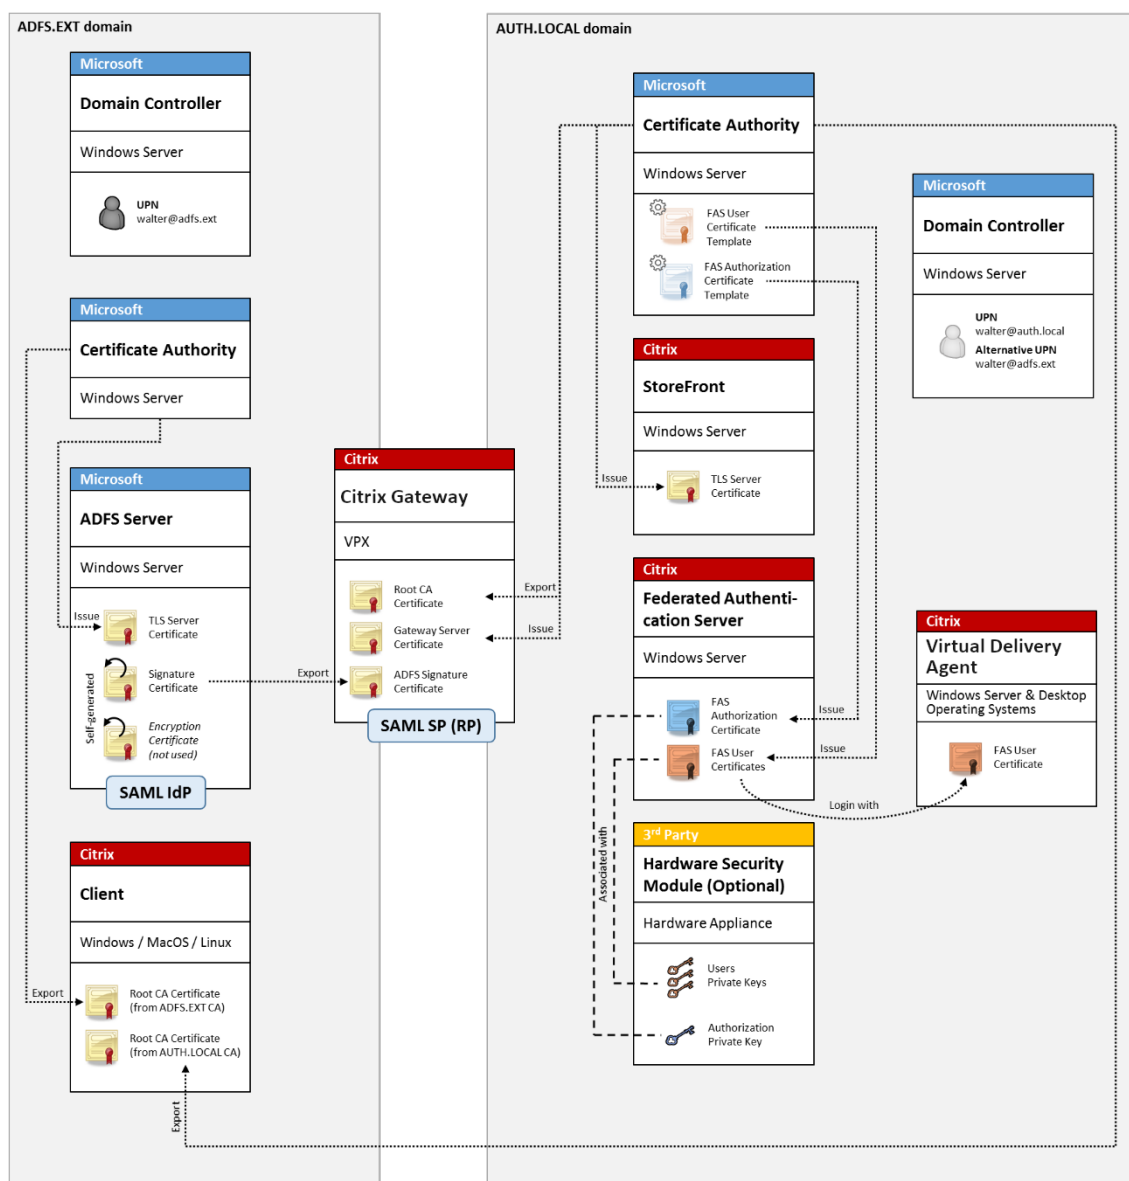 ADFS.EXT domain
Microsoft
Domain Controller
Windows Server
UPN
walter@adfs.ext
Microsoft
Certificate Authority
Windows Server
Microsoft
ADFS Server
Windows Server
Issue
TLS Server
Certificate
Self-generated
Signature
Certificate
Encryption
Certificate
(not used)
SAML IdP
Citrix
Client
Windows / MacOS / Linux
Export
Root CA Certificate
(from ADFS.EXT CA)
Root CA Certificate
(from AUTH.LOCAL CA)
Export
Citrix
Citrix Gateway
VPX
Root CA
Certificate
Export
Gateway Server
Certificate
Issue
Export
ADFS Signature
Certificate
SAML SP (RP)
AUTH.LOCAL domain
Microsoft
Certificate Authority
Windows Server
FAS User
Certificate
Template
FAS Authorization
Certificate
Template
Citrix
StoreFront
Windows Server
Issue
TLS Server
Certificate
Citrix
Federated Authenti-
cation Server
Windows Server
FAS
Authorization
Certificate
Issue
FAS User
Certificates
Issue
Login with
Associated with
3rd Party
Hardware Security
Module (Optional)
Hardware Appliance
Users
Private Keys
Authorization
Private Key
Microsoft
Domain Controller
Windows Server
UPN
walter@auth.local
Alternative UPN
walter@adfs.ext
Citrix
Virtual Delivery
Agent
Windows Server & Desktop
Operating Systems
FAS User
Certificate